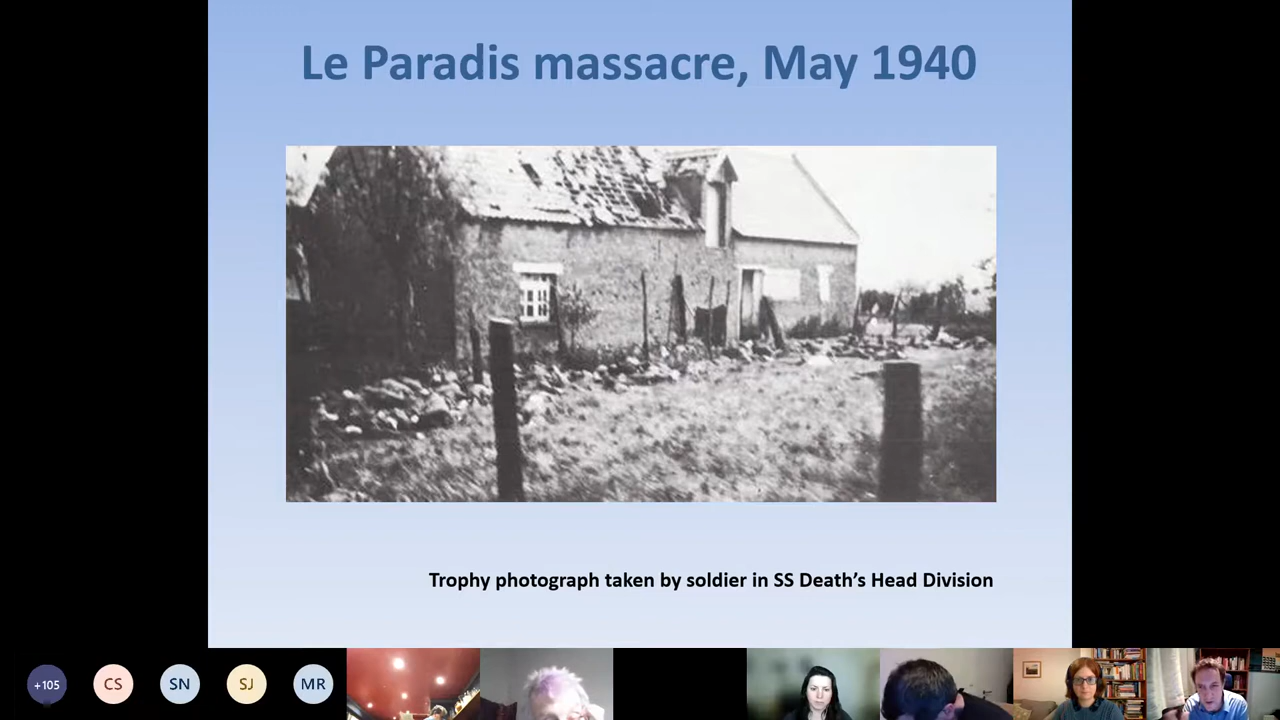 Le Paradis massacre, May 1940
Trophy photograph taken by soldier in SS Death's Head Division
+105
CS
SN
SJ
MR